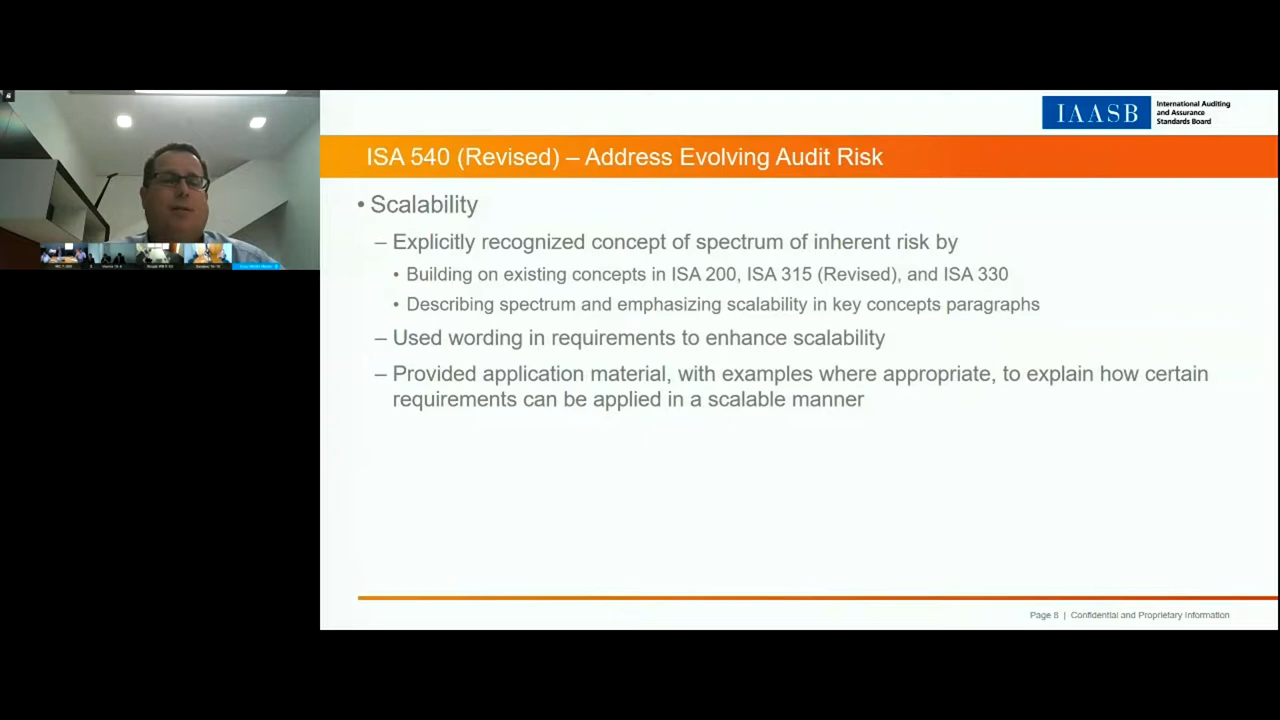 IAASB
International Auditing
and Assurance
Standards Board
ISA 540 (Revised) – Address Evolving Audit Risk
• Scalability
– Explicitly recognized concept of spectrum of inherent risk by
• Building on existing concepts in ISA 200, ISA 315 (Revised), and ISA 330
• Describing spectrum and emphasizing scalability in key concepts paragraphs
– Used wording in requirements to enhance scalability
– Provided application material, with examples where appropriate, to explain how certain
requirements can be applied in a scalable manner
Page 8 | Confidential and Proprietary Information